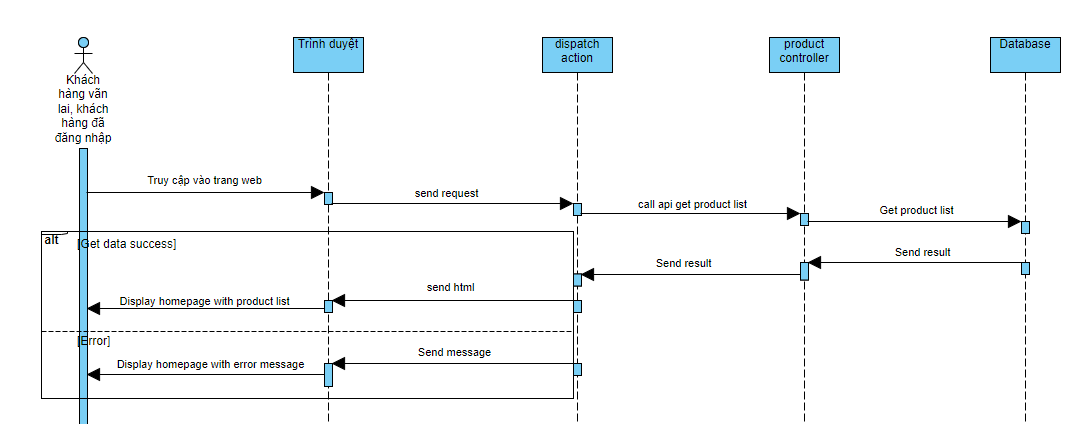 Trình duyệt
dispatch
action
product
controller
Database
Khách
hàng vãn
lai, khách
hàng đã
đăng nhập
Truy cập vào trang web
send request
call api get product list
Get product list
alt
[Get data success]
Send result
Send result
send html
Display homepage with product list
[Error]
Send message
Display homepage with error message